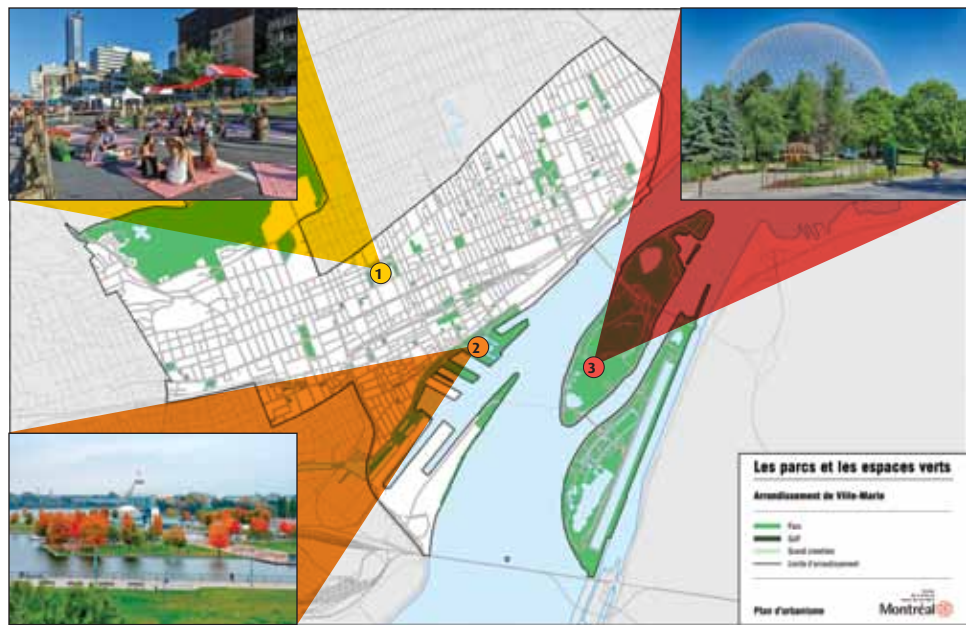 1
2
3
Les parcs et les espaces verts
Arrondissement de Ville-Marie
Parc
Golf
Grand cimetière
Limite d'arrondissement
Plan d'urbanisme
Montréal